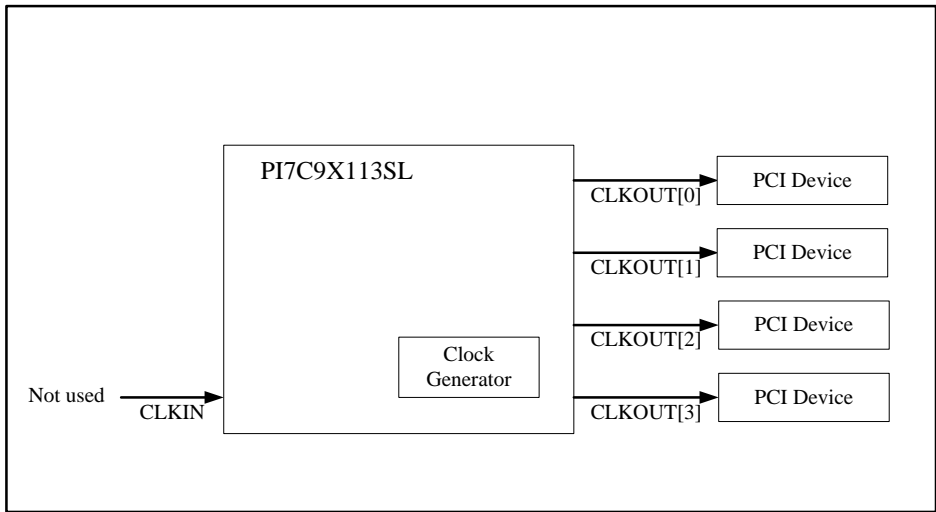 PI7C9X113SL
CLKOUT[0]
PCI Device
CLKOUT[1]
PCI Device
CLKOUT[2]
PCI Device
Clock
Generator
Not used
CLKIN
CLKOUT[3]
PCI Device